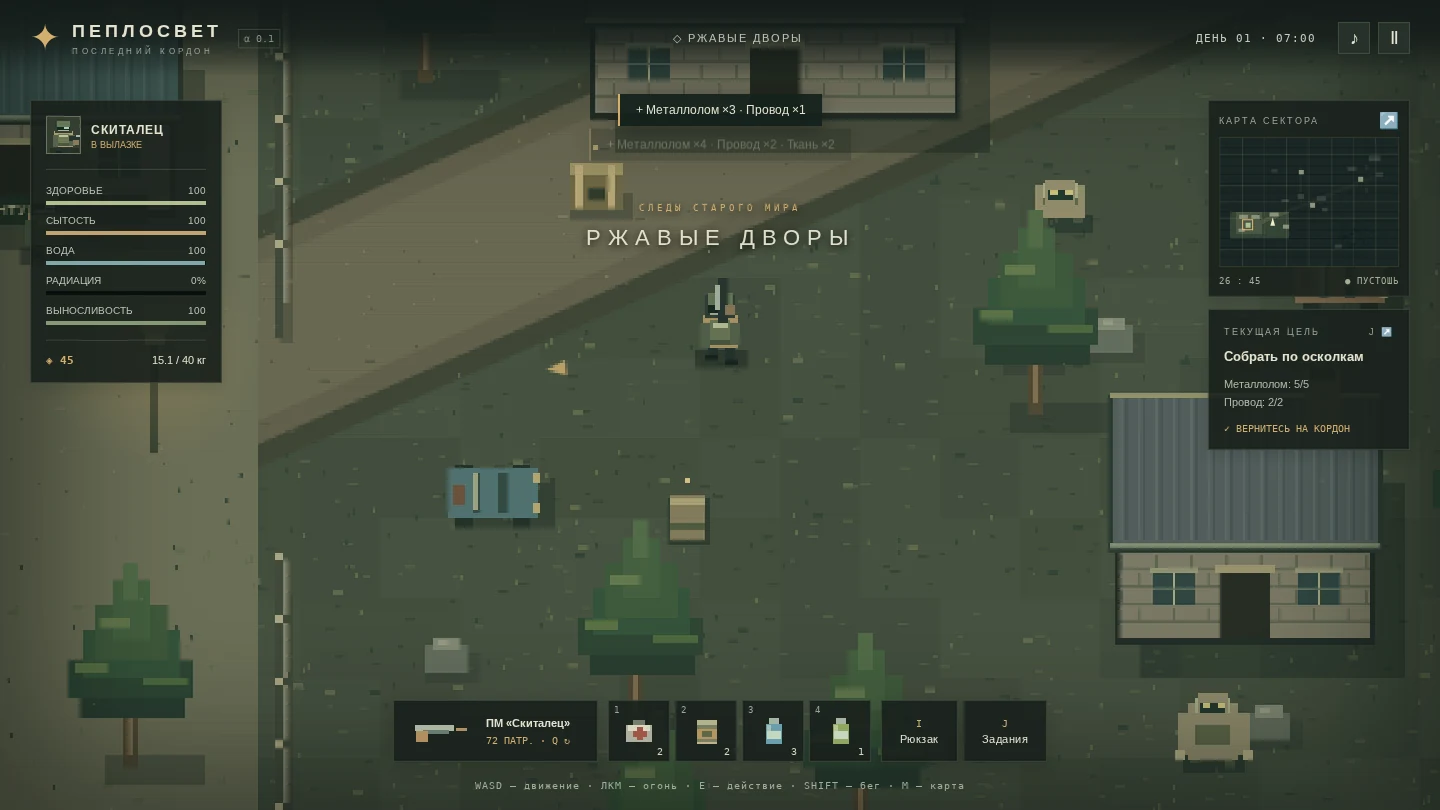 ПЕПЛОСВЕТ
ПОСЛЕДНИЙ КОРДОН
α 0.1
◇ РЖАВЫЕ ДВОРЫ
ДЕНЬ 01 · 07:00
+ Металлолом ×3 · Провод ×1
+ Металлолом ×4 · Провод ×2 · Ткань ×2
СЛЕДЫ СТАРОГО МИРА
РЖАВЫЕ ДВОРЫ
СКИТАЛЕЦ
В ВЫЛАЗКЕ
ЗДОРОВЬЕ 100
СЫТОСТЬ 100
ВОДА 100
РАДИАЦИЯ 0%
ВЫНОСЛИВОСТЬ 100
◈ 45 15.1 / 40 кг
КАРТА СЕКТОРА ↗
26 : 45 ● ПУСТОШЬ
ТЕКУЩАЯ ЦЕЛЬ J ↗
Собрать по осколкам
Металлолом: 5/5
Провод: 2/2
✓ ВЕРНИТЕСЬ НА КОРДОН
ПМ «Скиталец»
72 ПАТР. · Q ↻
1 2
2 2
3 3
4 1
I
Рюкзак
J
Задания
WASD — движение · ЛКМ — огонь · E — действие · SHIFT — бег · M — карта